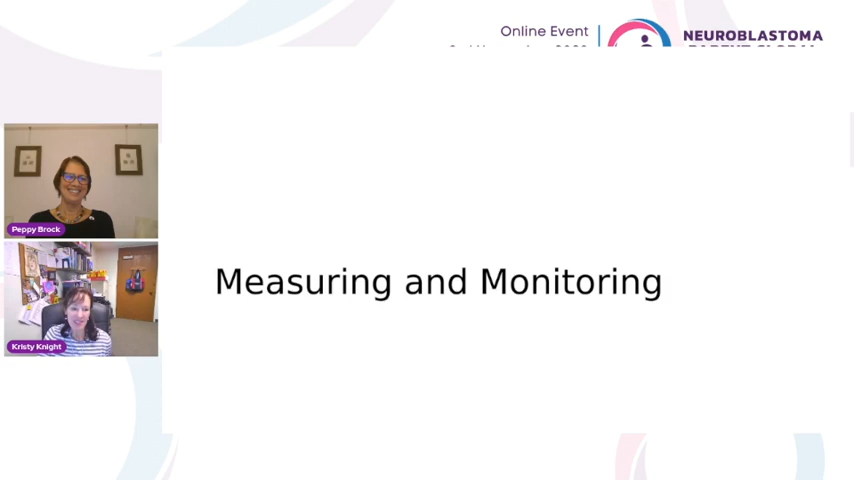 Online Event
NEUROBLASTOMA
Peppy Brock
Measuring and Monitoring
Kristy Knight